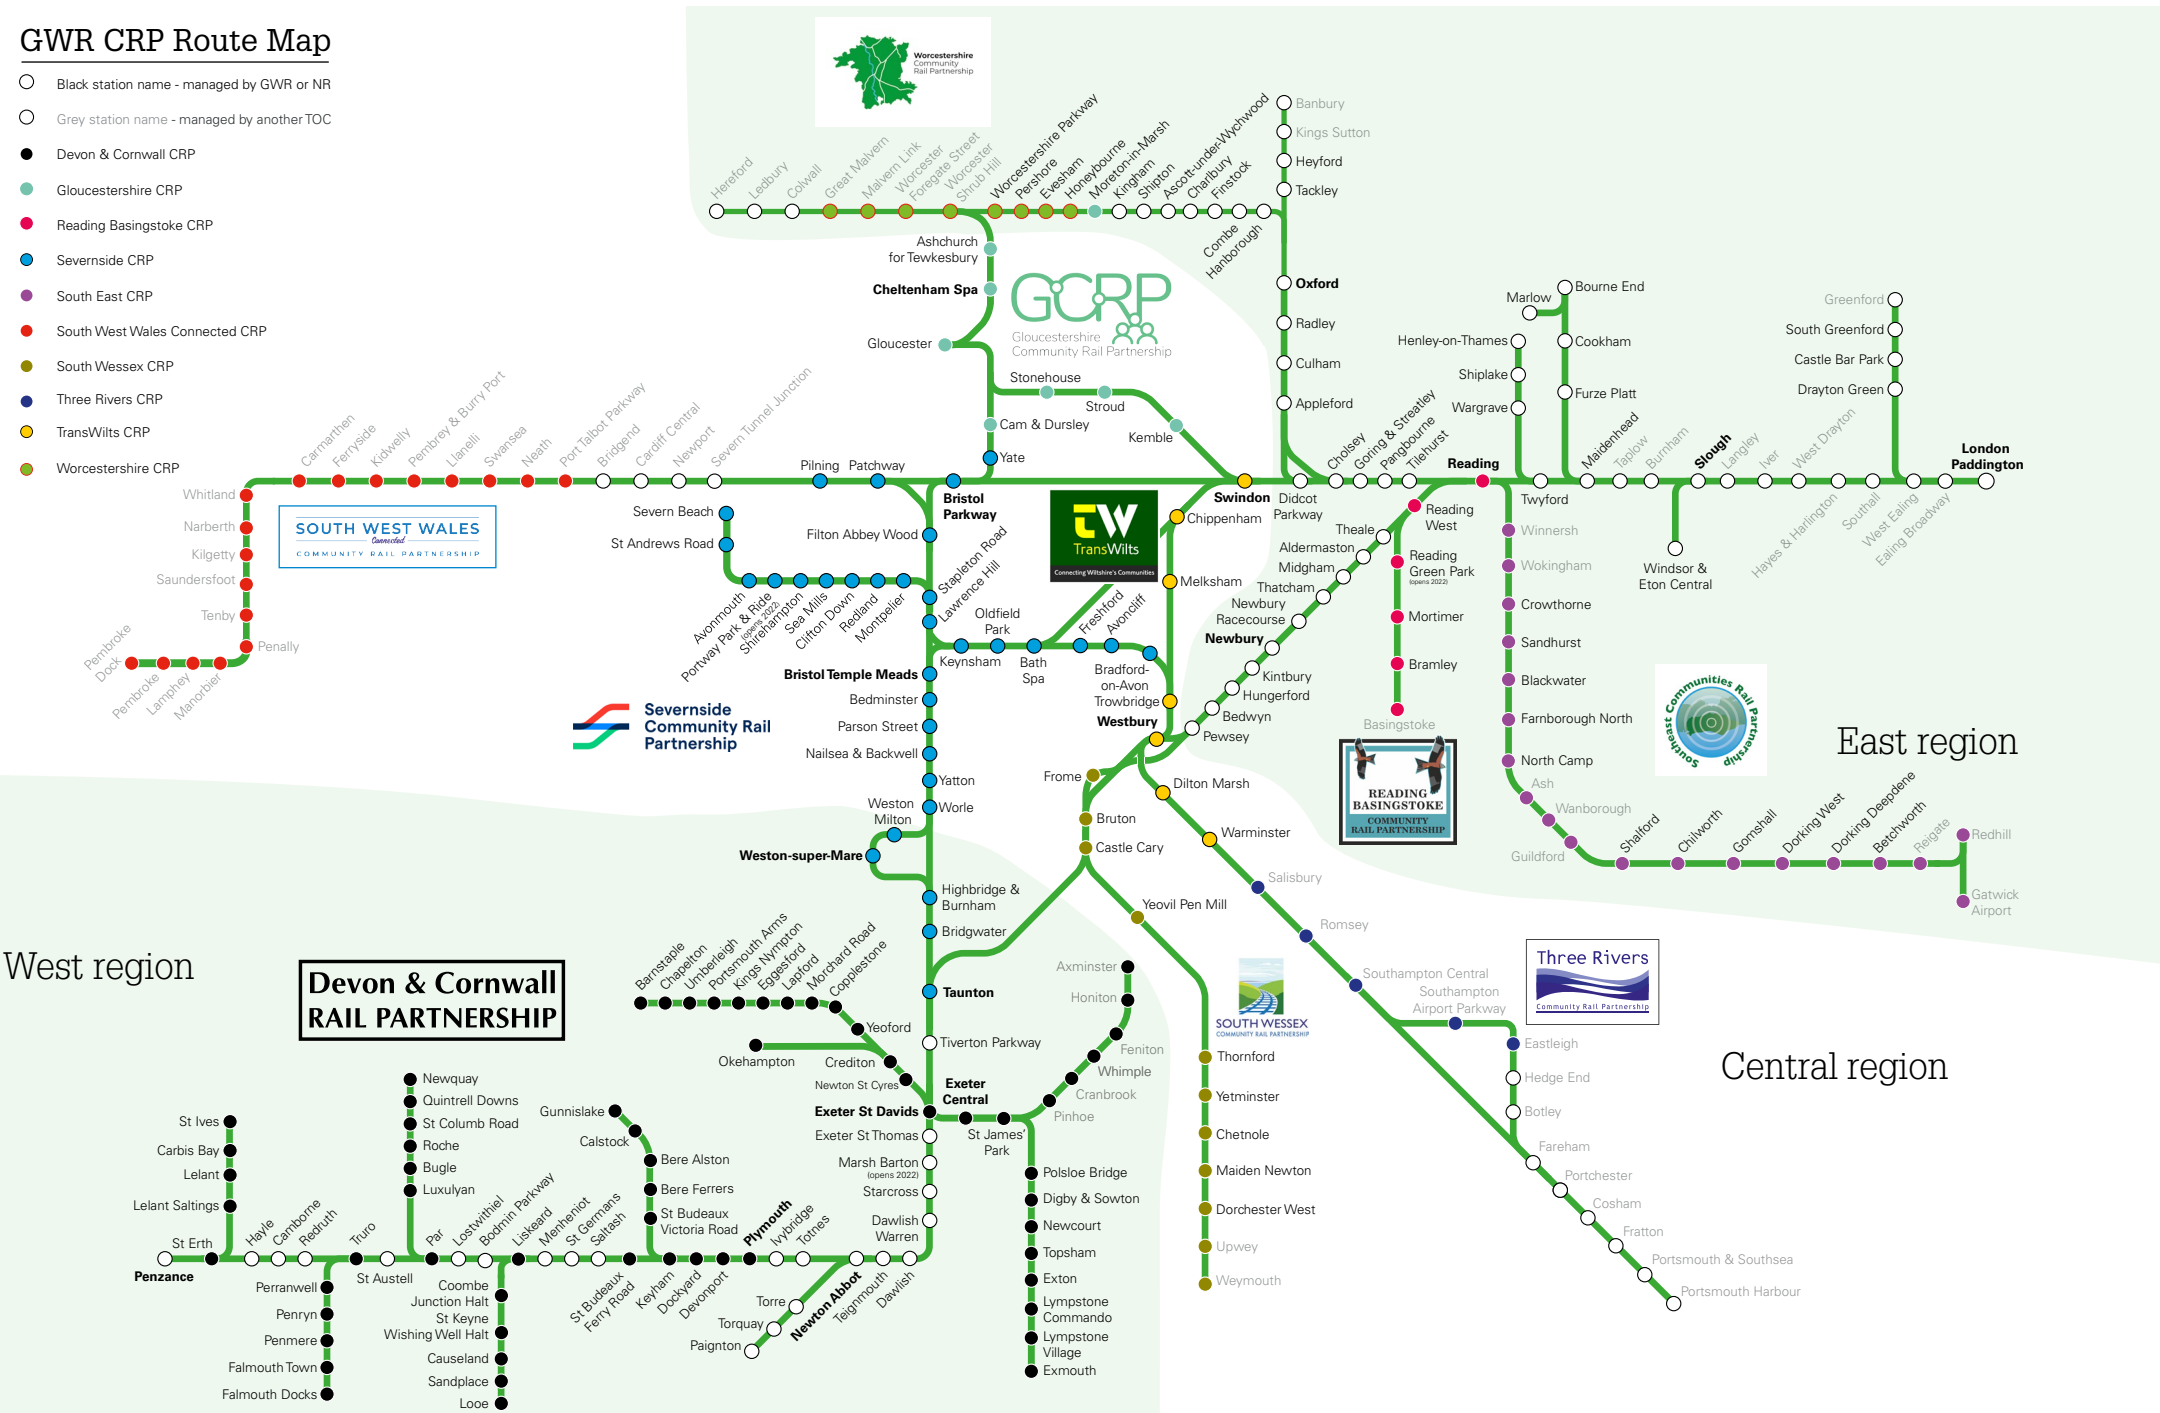 GWR CRP Route Map
Black station name - managed by GWR or NR
Grey station name - managed by another TOC
Devon & Cornwall CRP
Gloucestershire CRP
Reading Basingstoke CRP
Severnside CRP
South East CRP
South West Wales Connected CRP
South Wessex CRP
Three Rivers CRP
TransWilts CRP
Worcestershire CRP
Worcestershire
Community
Rail Partnership
Hereford
Ledbury
Colwall
Great Malvern
Malvern Link
Worcester
Foregate Street
Worcester
Shrub Hill
Worcestershire Parkway
Pershore
Evesham
Honeybourne
Moreton-in-Marsh
Kingham
Shipton
Ascott-under-Wychwood
Charlbury
Finstock
Combe
Hanborough
Banbury
Kings Sutton
Heyford
Tackley
Oxford
Radley
Culham
Appleford
Ashchurch
for Tewkesbury
Cheltenham Spa
Gloucester
GCRP
Gloucestershire
Community Rail Partnership
Stonehouse
Stroud
Kemble
Cam & Dursley
Yate
Carmarthen
Ferryside
Kidwelly
Pembrey & Burry Port
Llanelli
Swansea
Neath
Port Talbot Parkway
Bridgend
Cardiff Central
Newport
Severn Tunnel Junction
Pilning
Patchway
Bristol
Parkway
Swindon
Didcot
Parkway
Cholsey
Goring & Streatley
Pangbourne
Tilehurst
Reading
Twyford
Henley-on-Thames
Shiplake
Wargrave
Marlow
Bourne End
Cookham
Furze Platt
Maidenhead
Taplow
Burnham
Slough
Langley
Iver
West Drayton
Hayes & Harlington
Southall
West Ealing
Ealing Broadway
London
Paddington
Greenford
South Greenford
Castle Bar Park
Drayton Green
Windsor &
Eton Central
Whitland
Narberth
Kilgetty
Saundersfoot
Tenby
Penally
Manorbier
Lamphey
Pembroke
Pembroke
Dock
SOUTH WEST WALES
Connected
COMMUNITY RAIL PARTNERSHIP
Severn Beach
St Andrews Road
Avonmouth
Portway Park & Ride
(opens 2022)
Shirehampton
Sea Mills
Clifton Down
Redland
Montpelier
Filton Abbey Wood
Stapleton Road
Lawrence Hill
TW
TransWilts
Connecting Wiltshire's Communities
Chippenham
Melksham
Keynsham
Oldfield
Park
Bath
Spa
Freshford
Avoncliff
Bradford-
on-Avon
Trowbridge
Westbury
Reading
West
Theale
Aldermaston
Midgham
Thatcham
Newbury
Racecourse
Newbury
Kintbury
Hungerford
Bedwyn
Pewsey
Reading
Green Park
(opens 2022)
Mortimer
Bramley
Basingstoke
READING
BASINGSTOKE
COMMUNITY
RAIL PARTNERSHIP
Winnersh
Wokingham
Crowthorne
Sandhurst
Blackwater
Farnborough North
North Camp
Ash
Wanborough
Guildford
Shalford
Chilworth
Gomshall
Dorking West
Dorking Deepdene
Betchworth
Reigate
Redhill
Gatwick
Airport
Southeast Communities Rail Partnership
East region
Bristol Temple Meads
Bedminster
Parson Street
Nailsea & Backwell
Yatton
Worle
Weston
Milton
Weston-super-Mare
Highbridge &
Burnham
Bridgwater
Taunton
Tiverton Parkway
Severnside
Community Rail
Partnership
Frome
Bruton
Castle Cary
Dilton Marsh
Warminster
Salisbury
Romsey
Southampton Central
Southampton
Airport Parkway
Eastleigh
Hedge End
Botley
Fareham
Portchester
Cosham
Fratton
Portsmouth & Southsea
Portsmouth Harbour
Three Rivers
Community Rail Partnership
Central region
Yeovil Pen Mill
SOUTH WESSEX
COMMUNITY RAIL PARTNERSHIP
Thornford
Yetminster
Chetnole
Maiden Newton
Dorchester West
Upwey
Weymouth
West region
Devon & Cornwall
RAIL PARTNERSHIP
Barnstaple
Chapelton
Umberleigh
Portsmouth Arms
Kings Nympton
Eggesford
Lapford
Morchard Road
Copplestone
Yeoford
Okehampton
Crediton
Newton St Cyres
Exeter St Davids
Exeter
Central
St James'
Park
Axminster
Honiton
Feniton
Whimple
Cranbrook
Pinhoe
Polsloe Bridge
Digby & Sowton
Newcourt
Topsham
Exton
Lympstone
Commando
Lympstone
Village
Exmouth
Exeter St Thomas
Marsh Barton
(opens 2022)
Starcross
Dawlish
Warren
Dawlish
Teignmouth
Newton Abbot
Torre
Torquay
Paignton
Totnes
Ivybridge
Plymouth
Devonport
Dockyard
Keyham
St Budeaux
Ferry Road
Gunnislake
Calstock
Bere Alston
Bere Ferrers
St Budeaux
Victoria Road
Saltash
St Germans
Menheniot
Liskeard
Bodmin Parkway
Lostwithiel
Par
Coombe
Junction Halt
St Keyne
Wishing Well Halt
Causeland
Sandplace
Looe
Newquay
Quintrell Downs
St Columb Road
Roche
Bugle
Luxulyan
St Austell
Truro
Perranwell
Penryn
Penmere
Falmouth Town
Falmouth Docks
Redruth
Camborne
Hayle
St Erth
Penzance
St Ives
Carbis Bay
Lelant
Lelant Saltings